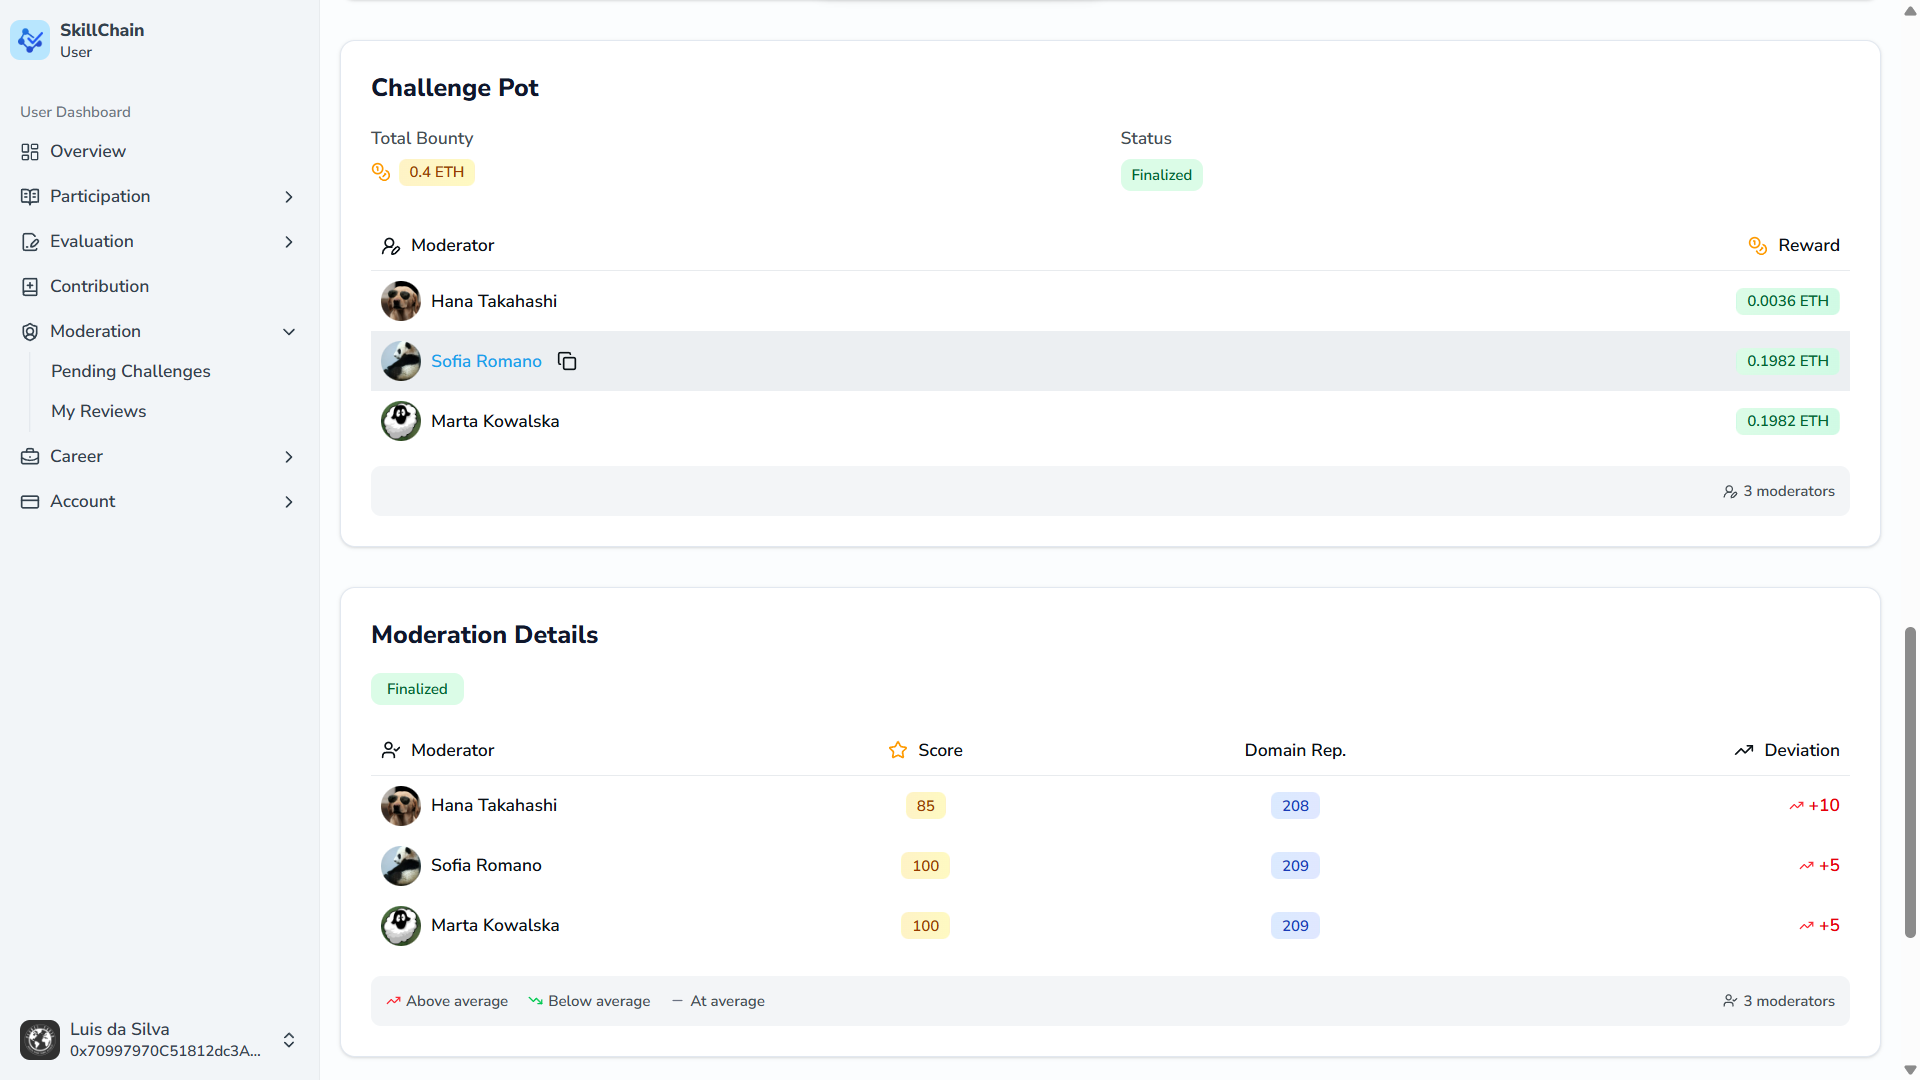 SkillChain
User
User Dashboard
Overview
Participation
Evaluation
Contribution
Moderation
Pending Challenges
My Reviews
Career
Account
Luis da Silva
0x70997970C51812dc3A...
Challenge Pot
Total Bounty
Status
0.4 ETH
Finalized
Moderator Reward
Hana Takahashi 0.0036 ETH
Sofia Romano 0.1982 ETH
Marta Kowalska 0.1982 ETH
3 moderators
Moderation Details
Finalized
Moderator Score Domain Rep. Deviation
Hana Takahashi 85 208 +10
Sofia Romano 100 209 +5
Marta Kowalska 100 209 +5
Above average Below average At average 3 moderators